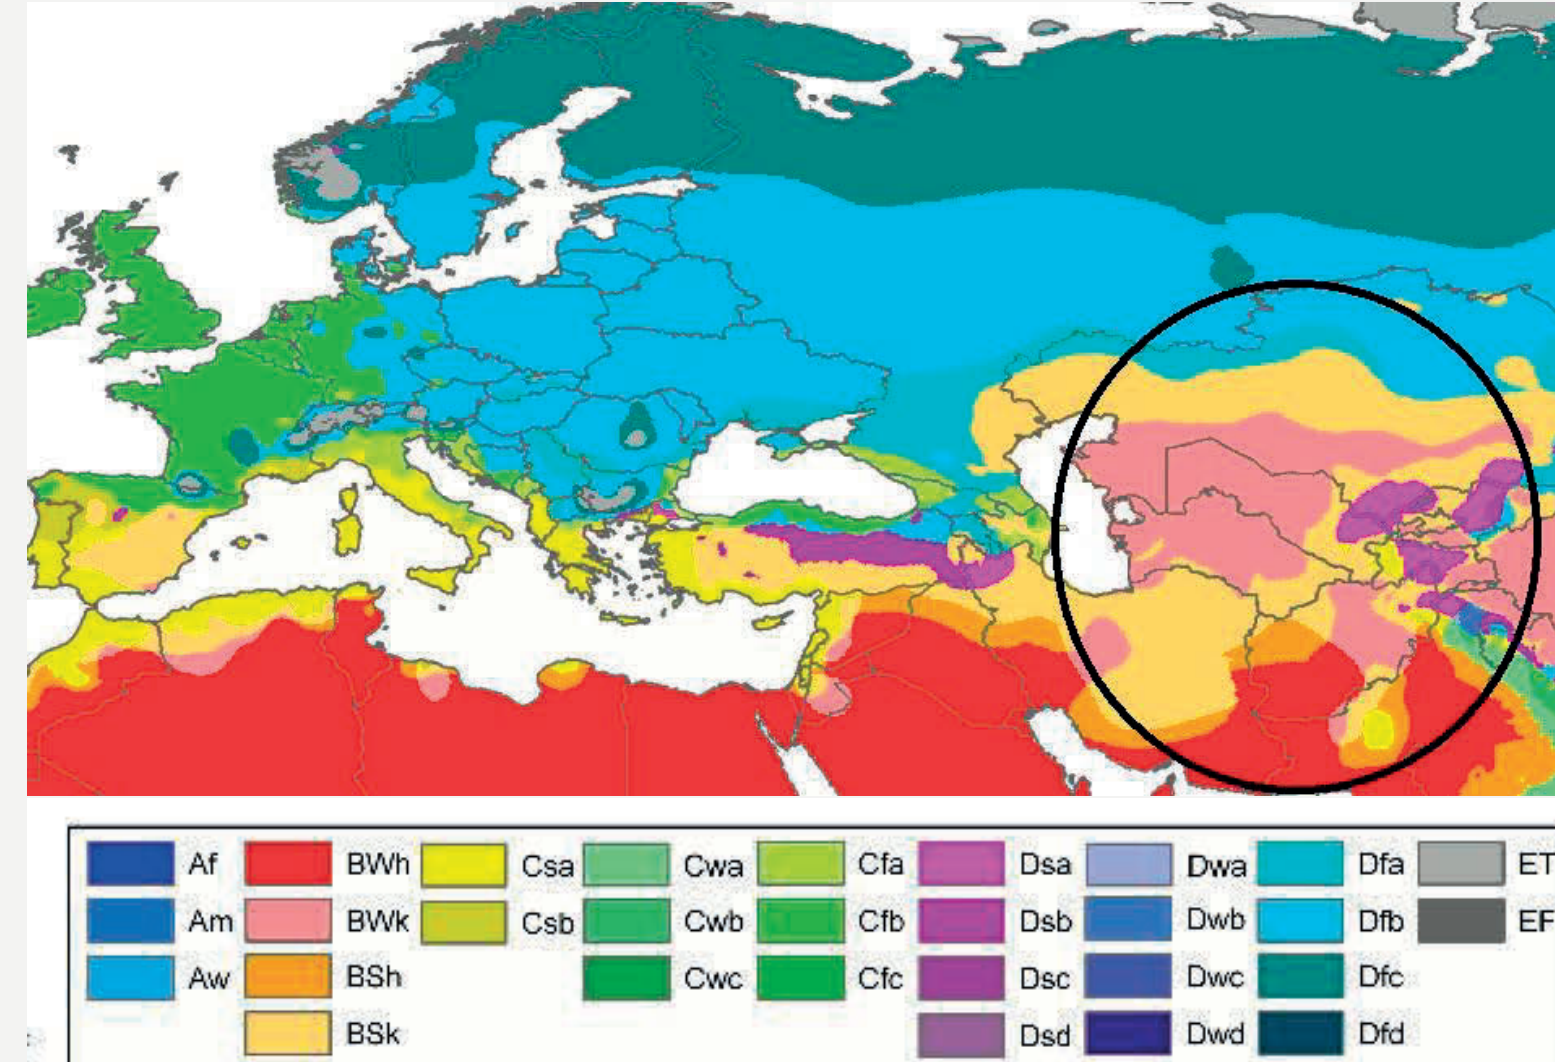 Af BWh Csa Cwa Cfa Dsa Dwa Dfa ET
Am BWk Csb Cwb Cfb Dsb Dwb Dfb EF
Aw BSh Cwc Cfc Dsc Dwc Dfc
BSk Dsd Dwd Dfd